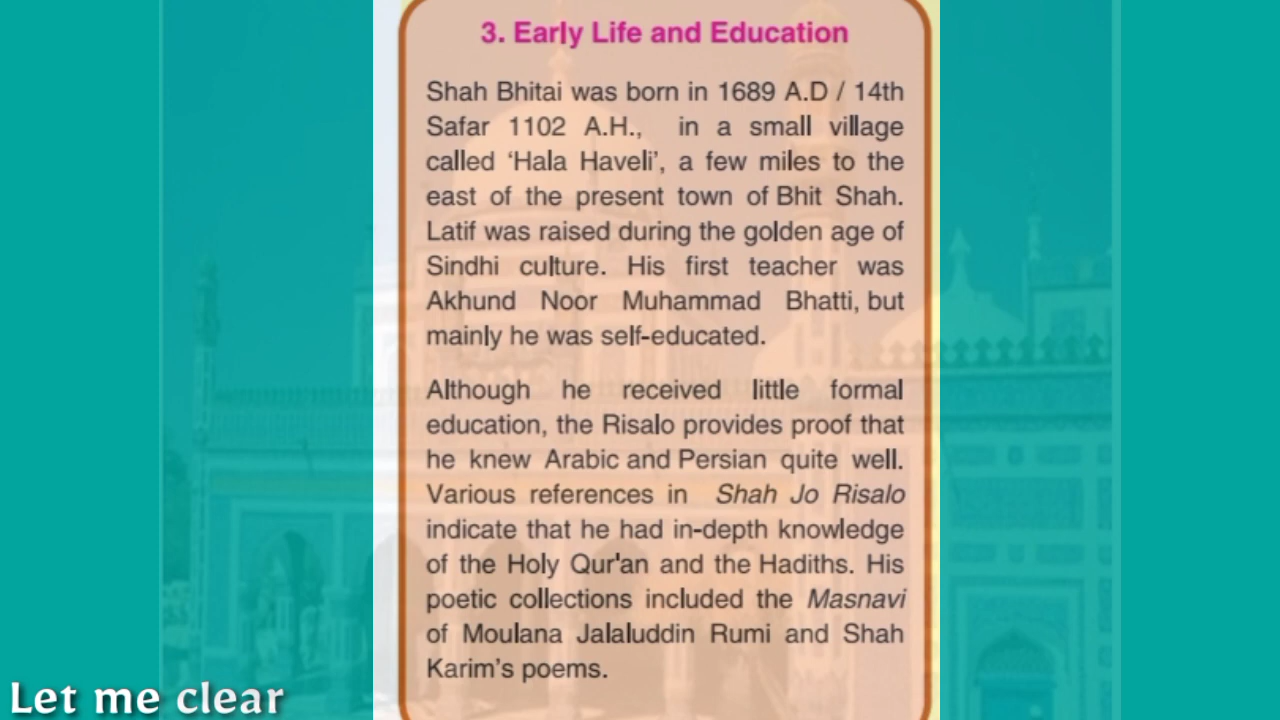 3. Early Life and Education
Shah Bhitai was born in 1689 A.D / 14th
Safar 1102 A.H., in a small village
called ‘Hala Haveli’, a few miles to the
east of the present town of Bhit Shah.
Latif was raised during the golden age of
Sindhi culture. His first teacher was
Akhund Noor Muhammad Bhatti, but
mainly he was self-educated.
Although he received little formal
education, the Risalo provides proof that
he knew Arabic and Persian quite well.
Various references in Shah Jo Risalo
indicate that he had in-depth knowledge
of the Holy Qur'an and the Hadiths. His
poetic collections included the Masnavi
of Moulana Jalaluddin Rumi and Shah
Karim’s poems.
Let me clear